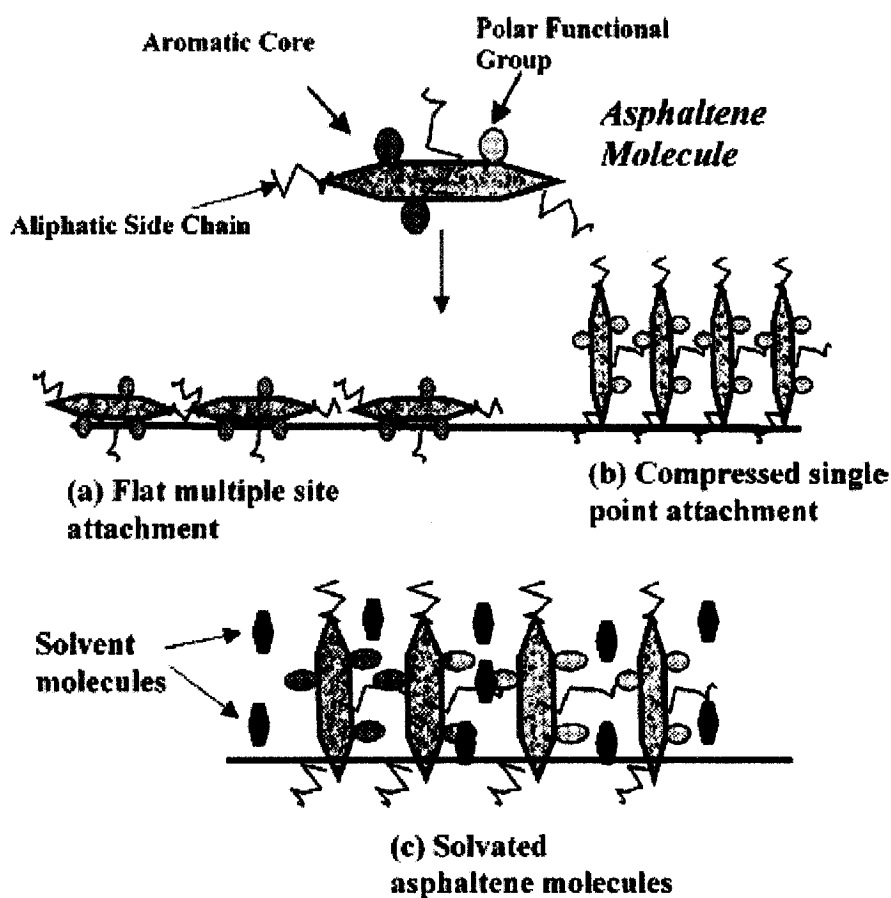 Aromatic Core
Polar Functional
Group
Asphaltene
Molecule
Aliphatic Side Chain
(a) Flat multiple site
attachment
(b) Compressed single
point attachment
Solvent
molecules
(c) Solvated
asphaltene molecules